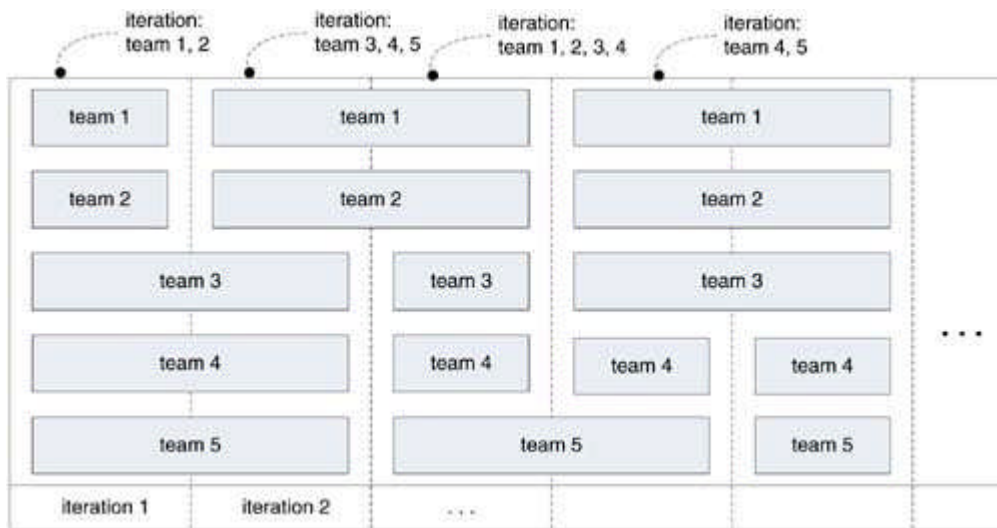 iteration:
team 1, 2
iteration:
team 3, 4, 5
iteration:
team 1, 2, 3, 4
iteration:
team 4, 5
team 1
team 1
team 1
team 2
team 2
team 2
team 3
team 3
team 3
team 4
team 4
team 4
team 4
team 5
team 5
team 5
...
iteration 1
iteration 2
...